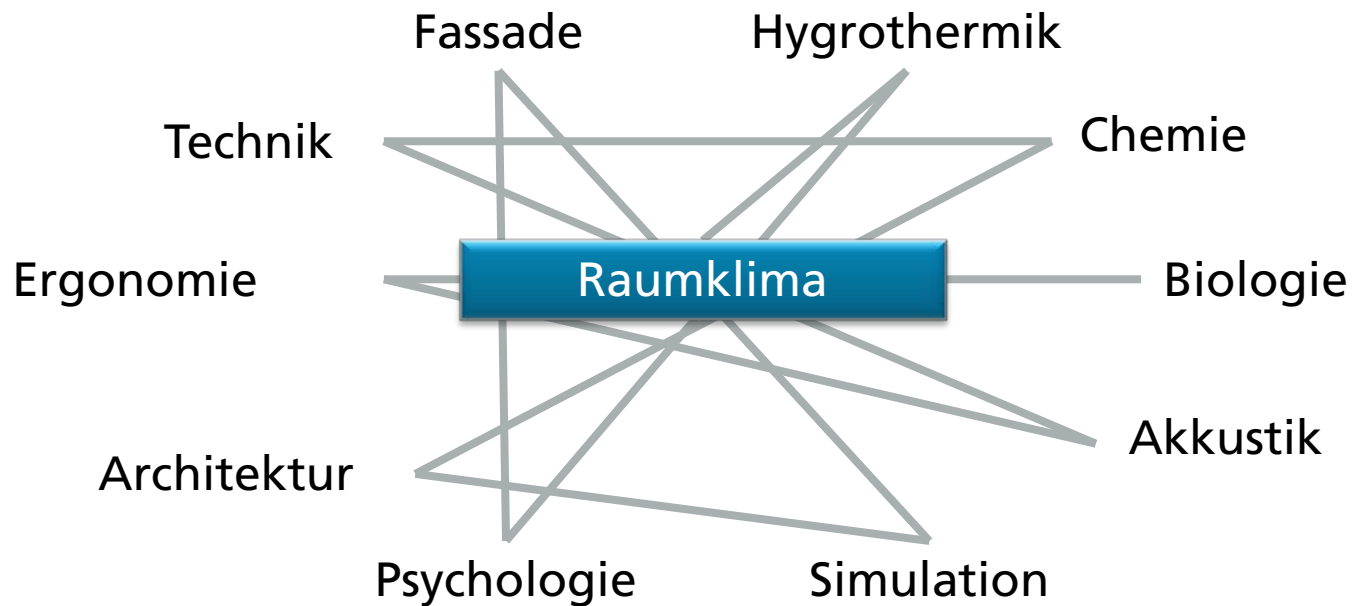 Fassade
Hygrothermik
Technik
Chemie
Ergonomie
Raumklima
Biologie
Architektur
Akkustik
Psychologie
Simulation